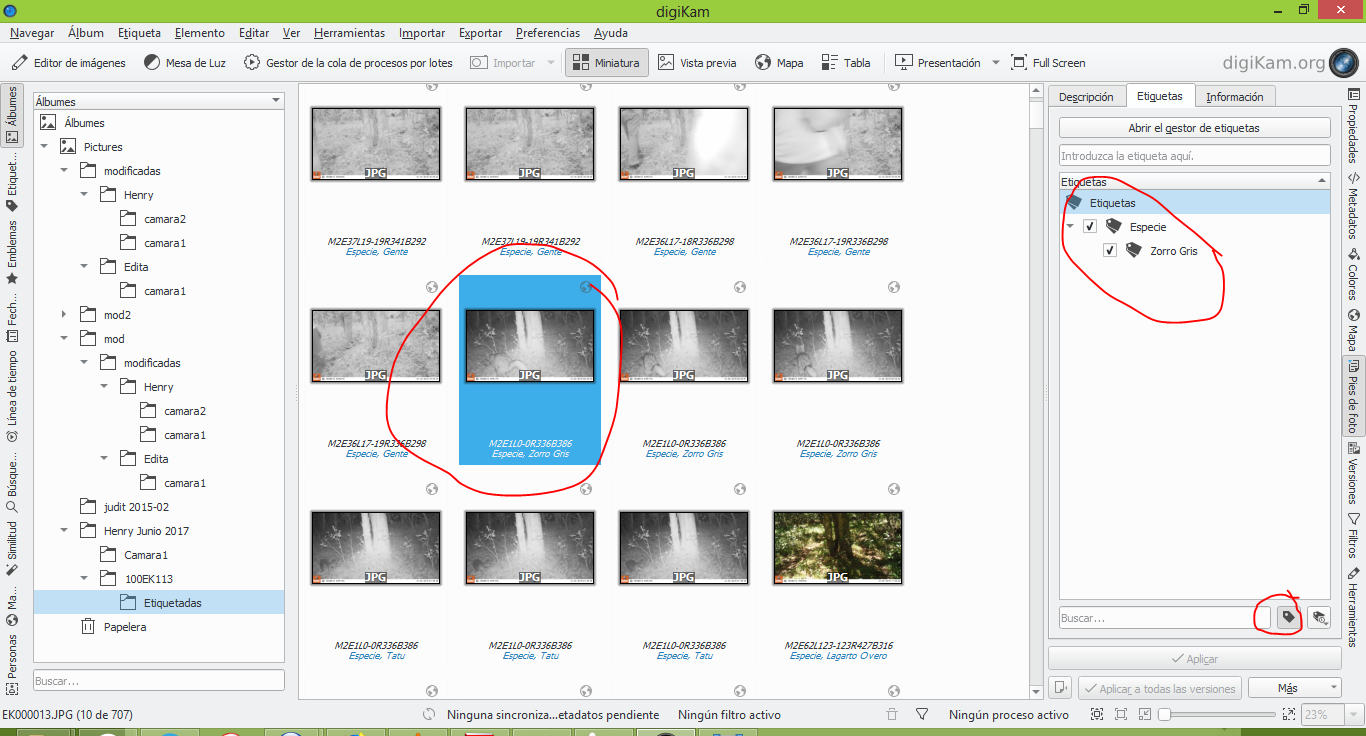 digiKam
Navegar Álbum Etiqueta Elemento Editar Ver Herramientas Importar Exportar Preferencias Ayuda
Editor de imágenes Mesa de Luz Gestor de la cola de procesos por lotes Importar Miniatura Vista previa Mapa Tabla Presentación Full Screen digiKam.org
Álbumes
Etiquet...
Emblemas
Fech...
Línea de tiempo
Búsque...
Similitud
Ma...
Personas
Álbumes
Álbumes
Pictures
modificadas
Henry
camara2
camara1
Edita
camara1
mod2
mod
modificadas
Henry
camara2
camara1
Edita
camara1
judit 2015-02
Henry Junio 2017
Camara1
100EK113
Etiquetadas
Papelera
Buscar...
JPG JPG JPG JPG
M2E37L19-19R341B292 M2E37L19-19R341B292 M2E36L17-18R336B298 M2E36L17-19R336B298
Especie, Gente Especie, Gente Especie, Gente Especie, Gente
JPG JPG JPG JPG
M2E36L17-19R336B298 M2E1L0-0R336B386 M2E1L0-0R336B386 M2E1L0-0R336B386
Especie, Gente Especie, Zorro Gris Especie, Zorro Gris Especie, Zorro Gris
JPG JPG JPG JPG
M2E1L0-0R336B386 M2E1L0-0R336B386 M2E1L0-0R336B386 M2E62L123-123R427B316
Especie, Tatu Especie, Tatu Especie, Tatu Especie, Lagarto Overo
Descripción Etiquetas Información
Abrir el gestor de etiquetas
Introduzca la etiqueta aquí.
Etiquetas
Etiquetas
Especie
Zorro Gris
Buscar...
Aplicar
Aplicar a todas las versiones Más
Propiedades
Metadatos
Colores
Mapa
Pies de foto
Versiones
Filtros
Herramientas
EK000013.JPG (10 de 707) Ninguna sincroniza...etadatos pendiente Ningún filtro activo Ningún proceso activo 23%